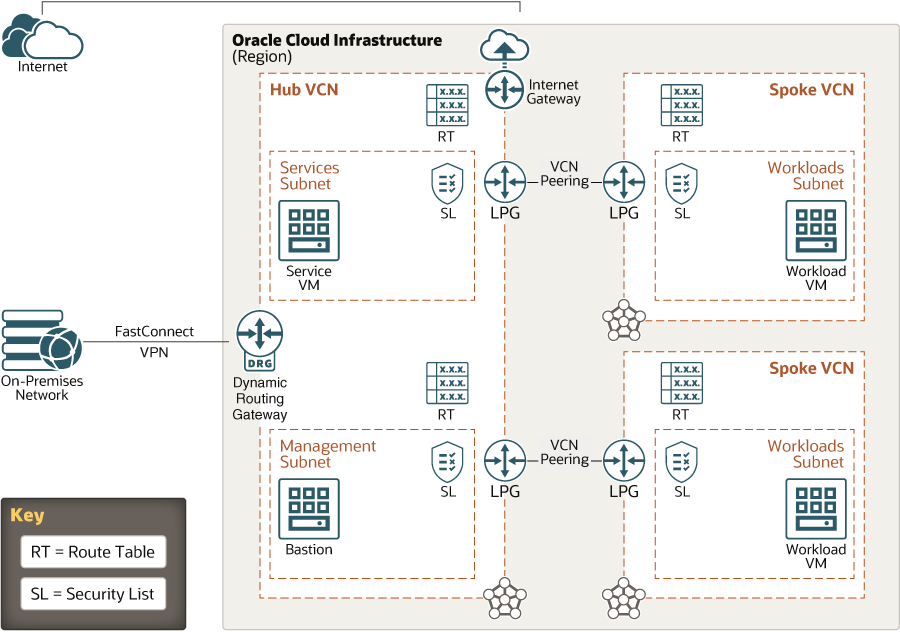 Internet
Oracle Cloud Infrastructure
(Region)
Internet
Gateway
Hub VCN
X.X.X.
X.X.X.
X.X.X.
RT
Services
Subnet
SL
Service
VM
LPG
VCN
Peering
LPG
Spoke VCN
X.X.X.
X.X.X.
X.X.X.
RT
Workloads
Subnet
SL
Workload
VM
On-Premises
Network
FastConnect
VPN
DRG
Dynamic
Routing
Gateway
X.X.X.
X.X.X.
X.X.X.
RT
Management
Subnet
SL
Bastion
LPG
VCN
Peering
LPG
Spoke VCN
X.X.X.
X.X.X.
X.X.X.
RT
Workloads
Subnet
SL
Workload
VM
Key
RT = Route Table
SL = Security List